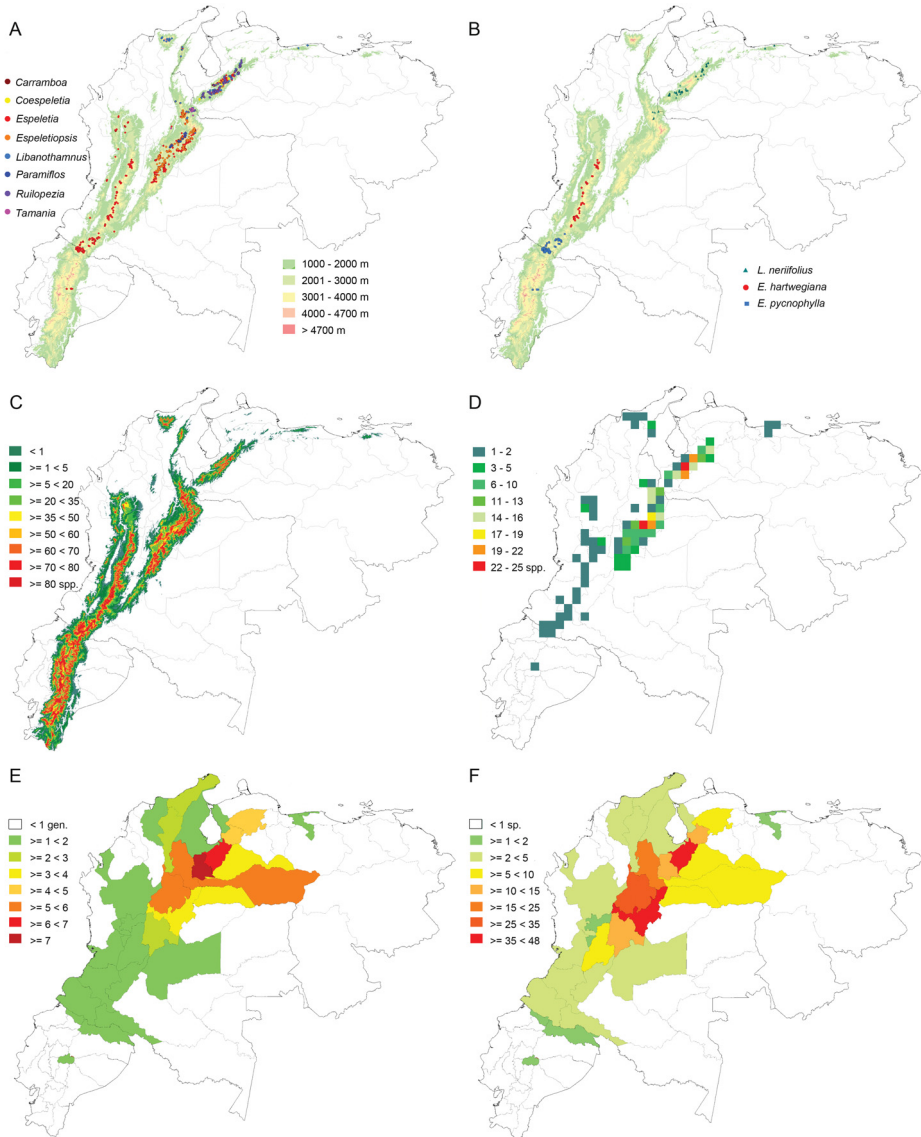 A
Carramboa
Coespeletia
Espeletia
Espeletiopsis
Libanothamnus
Paramiflos
Ruilopezia
Tamania
1000 - 2000 m
2001 - 3000 m
3001 - 4000 m
4000 - 4700 m
> 4700 m
B
L. neriifolius
E. hartwegiana
E. pycnophylla
C
< 1
>= 1 < 5
>= 5 < 20
>= 20 < 35
>= 35 < 50
>= 50 < 60
>= 60 < 70
>= 70 < 80
>= 80 spp.
D
1 - 2
3 - 5
6 - 10
11 - 13
14 - 16
17 - 19
19 - 22
22 - 25 spp.
E
< 1 gen.
>= 1 < 2
>= 2 < 3
>= 3 < 4
>= 4 < 5
>= 5 < 6
>= 6 < 7
>= 7
F
< 1 sp.
>= 1 < 2
>= 2 < 5
>= 5 < 10
>= 10 < 15
>= 15 < 25
>= 25 < 35
>= 35 < 48